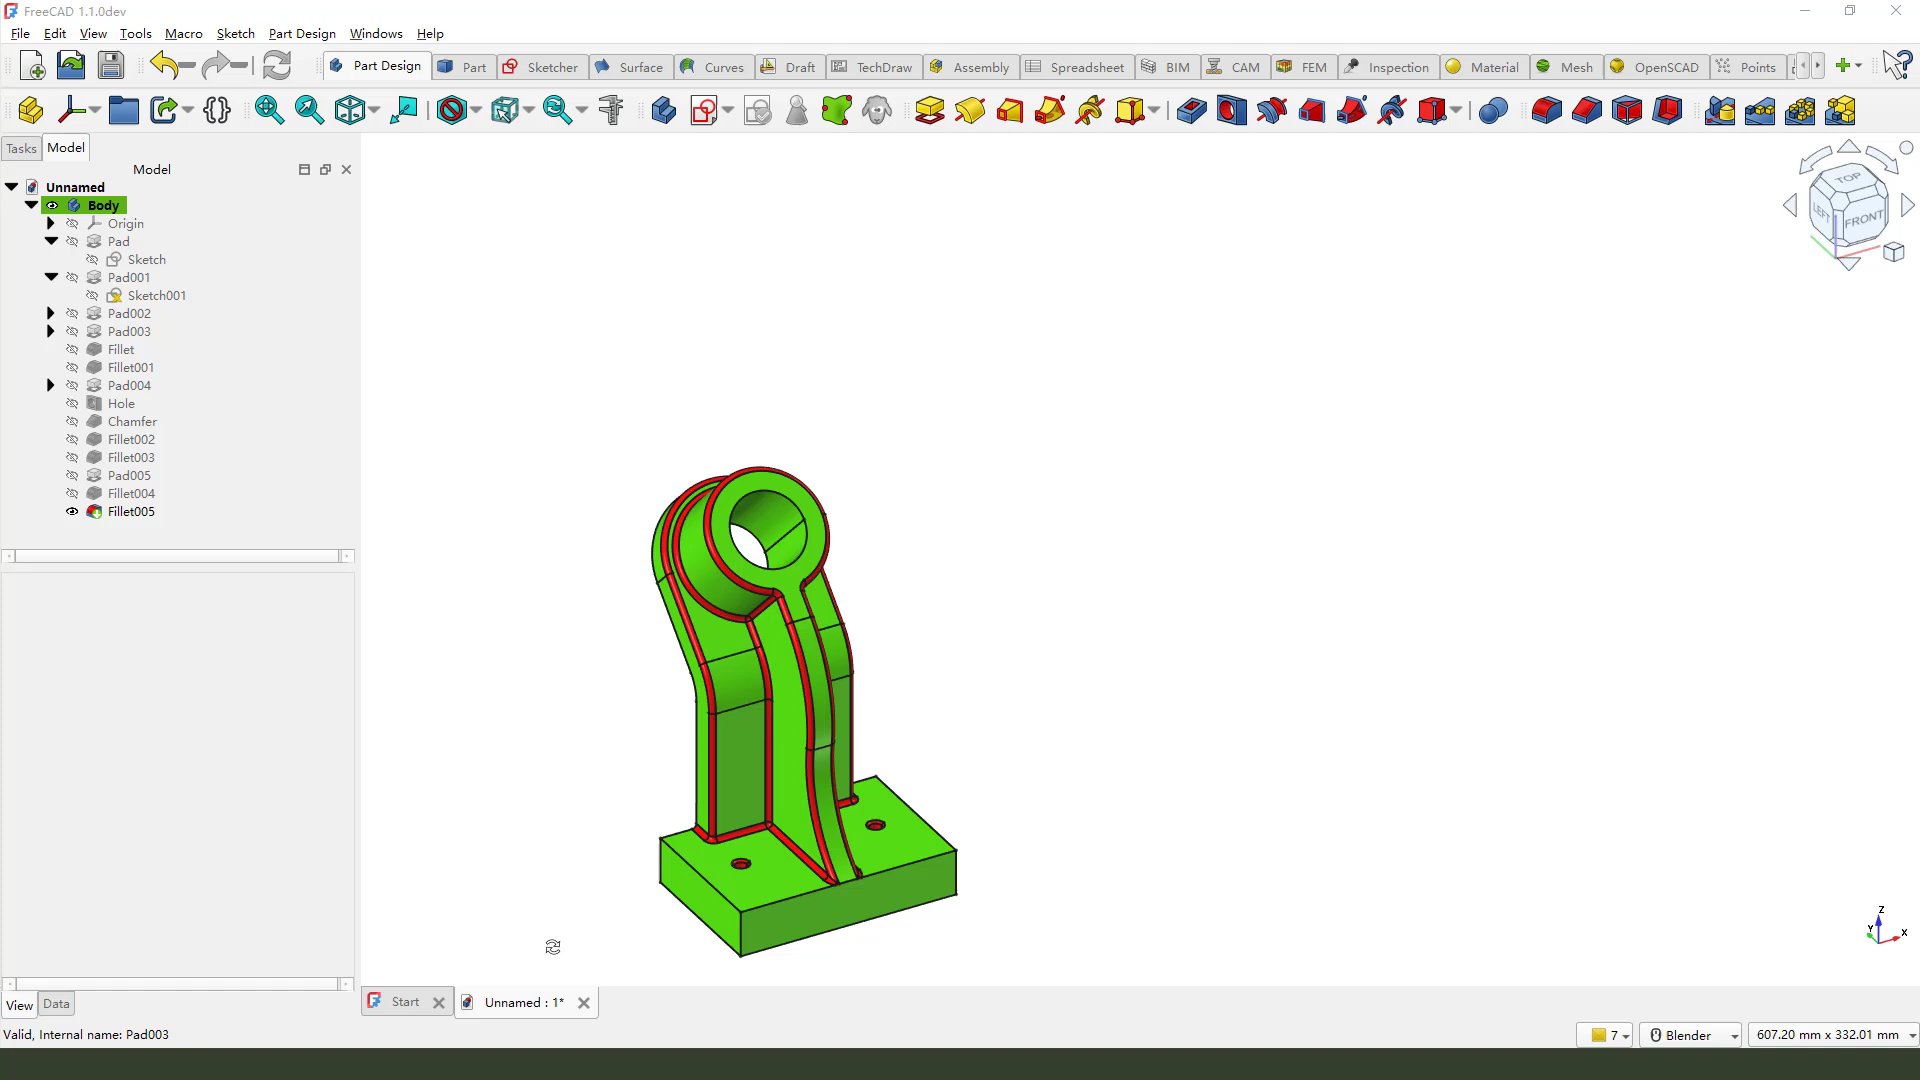 FreeCAD 1.1.0dev
File Edit View Tools Macro Sketch Part Design Windows Help
Part Design Part Sketcher Surface Curves Draft TechDraw Assembly Spreadsheet BIM CAM FEM Inspection Material Mesh OpenSCAD Points
Tasks Model
Model
Unnamed
Body
Origin
Pad
Sketch
Pad001
Sketch001
Pad002
Pad003
Fillet
Fillet001
Pad004
Hole
Chamfer
Fillet002
Fillet003
Pad005
Fillet004
Fillet005
TOP
LEFT FRONT
Z
Y X
View Data
Start Unnamed : 1*
Valid, Internal name: Pad003
7 Blender 607.20 mm x 332.01 mm